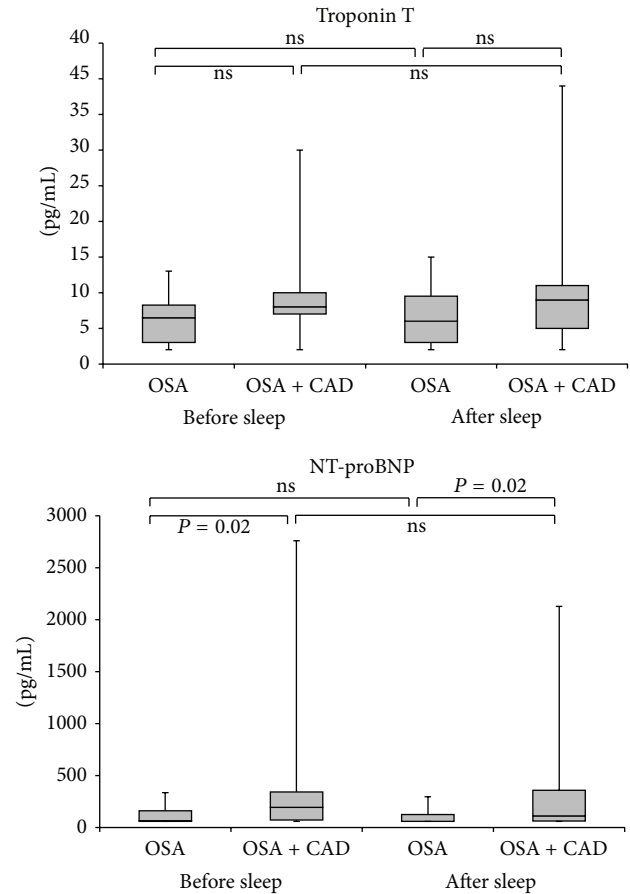 Troponin T
ns ns
ns ns
40
45
35
30
25
20
15
10
5
0
(pg/mL)
OSA OSA + CAD OSA OSA + CAD
Before sleep After sleep
NT-proBNP
ns P = 0.02
P = 0.02 ns
3000
2500
2000
1500
1000
500
0
(pg/mL)
OSA OSA + CAD OSA OSA + CAD
Before sleep After sleep